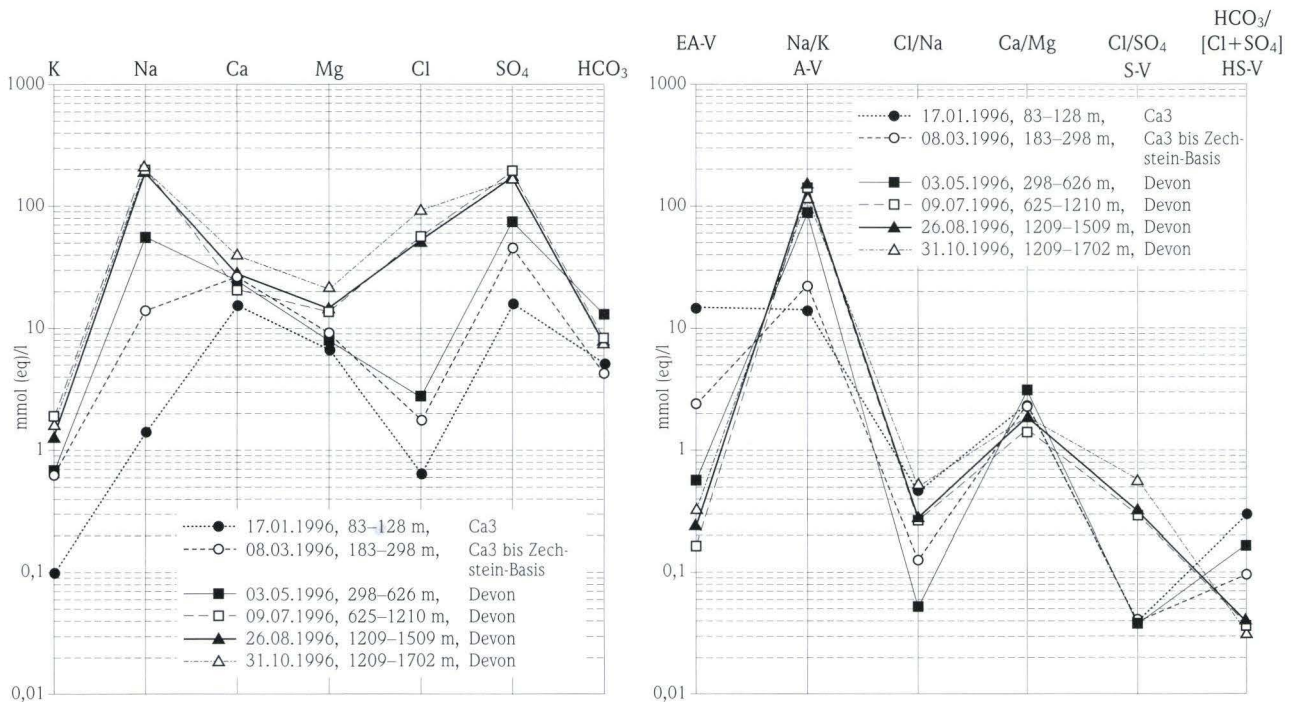 K Na Ca Mg Cl SO₄ HCO₃
1000
100
10
1
0,1
0,01
mmol (eq)/l
17.01.1996, 83–128 m, Ca3
08.03.1996, 183–298 m, Ca3 bis Zech-
stein-Basis
03.05.1996, 298–626 m, Devon
09.07.1996, 625–1210 m, Devon
26.08.1996, 1209–1509 m, Devon
31.10.1996, 1209–1702 m, Devon
HCO₃/
EA-V Na/K Cl/Na Ca/Mg Cl/SO₄ [Cl+SO₄]
A-V S-V HS-V
1000
100
10
1
0,1
0,01
mmol (eq)/l
17.01.1996, 83–128 m, Ca3
08.03.1996, 183–298 m, Ca3 bis Zech-
stein-Basis
03.05.1996, 298–626 m, Devon
09.07.1996, 625–1210 m, Devon
26.08.1996, 1209–1509 m, Devon
31.10.1996, 1209–1702 m, Devon